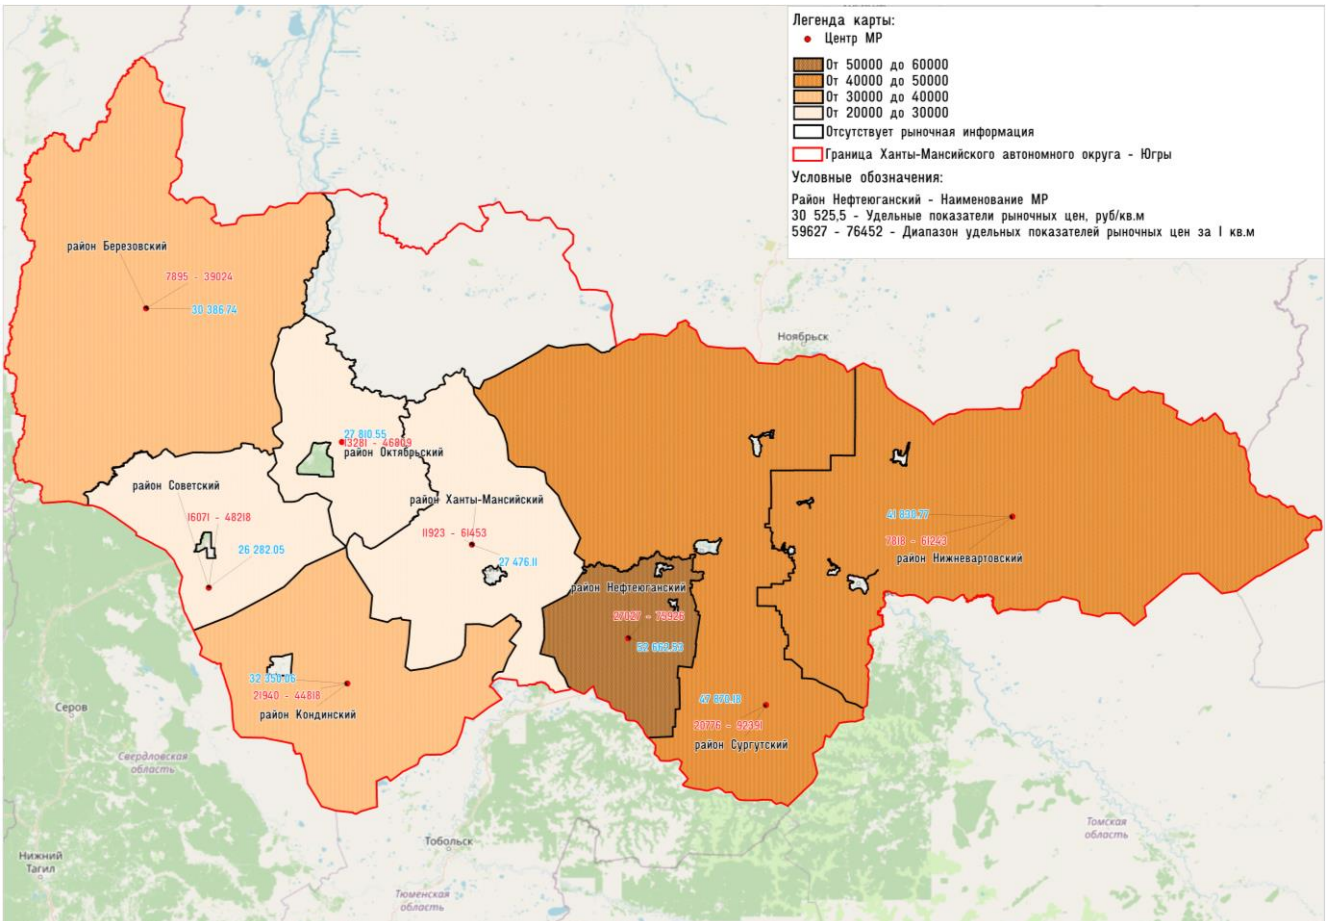 Легенда карты:
Центр МР
От 50000 до 60000
От 40000 до 50000
От 30000 до 40000
От 20000 до 30000
Отсутствует рыночная информация
Граница Ханты-Мансийского автономного округа - Югры
Условные обозначения:
Район Нефтеюганский - Наименование МР
30 525,5 - Удельные показатели рыночных цен, руб/кв.м
59627 - 76452 - Диапазон удельных показателей рыночных цен за 1 кв.м
район Березовский
7895 - 39024
30 386.74
Ноябрьск
27 810.55
13281 - 46809
район Октябрьский
район Советский
16071 - 48218
26 282.05
район Ханты-Мансийский
11923 - 61453
27 476.11
41 830.77
7818 - 61243
район Нижневартовский
район Нефтеюганский
27027 - 75926
52 662.53
32 350.06
21940 - 44818
район Кондинский
47 870.18
20776 - 92351
район Сургутский
Серов
Свердловская
область
Тобольск
Томская
область
Нижний
Тагил
Тюменская
область